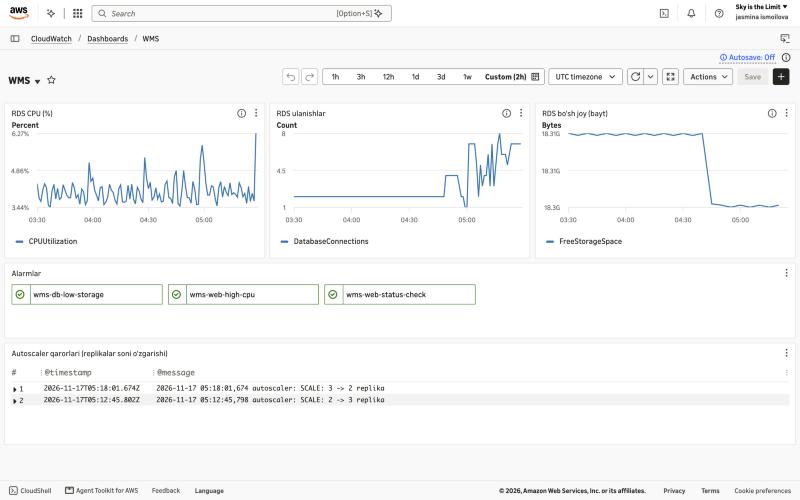 aws
Search
[Option+S]
Sky is the Limit
jasmina ismoilova
CloudWatch / Dashboards / WMS
Autosave: Off
WMS
1h 3h 12h 1d 3d 1w Custom (2h) UTC timezone Actions Save
RDS CPU (%)
Percent
6.27%
4.86%
3.44%
03:30 04:00 04:30 05:00
CPUUtilization
RDS ulanishlar
Count
8
4.5
1
03:30 04:00 04:30 05:00
DatabaseConnections
RDS bo'sh joy (bayt)
Bytes
18.31G
18.31G
18.3G
03:30 04:00 04:30 05:00
FreeStorageSpace
Alarmlar
wms-db-low-storage wms-web-high-cpu wms-web-status-check
Autoscaler qarorlari (replikalar soni o'zgarishi)
# @timestamp @message
1 2026-11-17T05:18:01.674Z 2026-11-17 05:18:01,674 autoscaler: SCALE: 3 -> 2 replika
2 2026-11-17T05:12:45.802Z 2026-11-17 05:12:45,798 autoscaler: SCALE: 2 -> 3 replika
CloudShell Agent Toolkit for AWS Feedback Language © 2026, Amazon Web Services, Inc. or its affiliates. Privacy Terms Cookie preferences